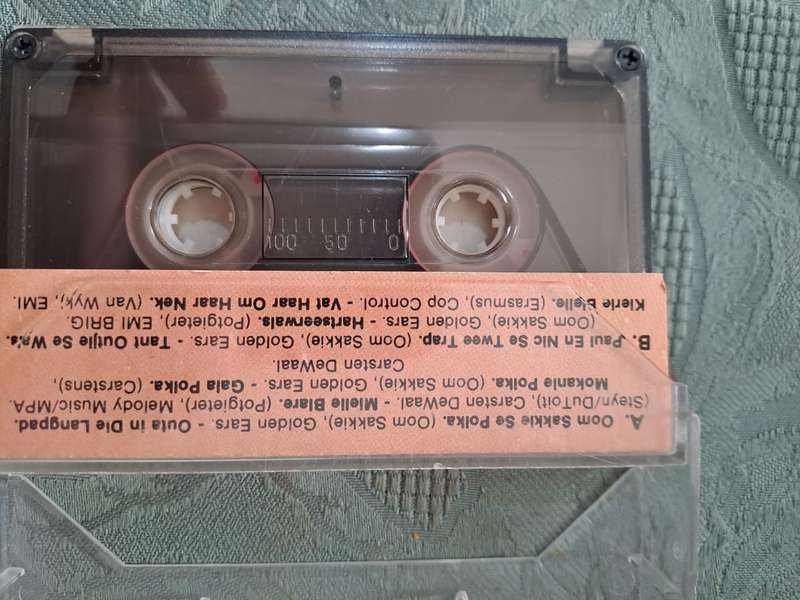 A. Oom Sakkie Se Polka. (Oom Sakkie), Golden Ears. - Outa in Die Langpad.
(Steyn/DuToit), Carsten DeWaal. - Mielie Blare. (Potgieter), Melody Music/MPA.
Mokanie Polka. (Oom Sakkie), Golden Ears. - Gala Polka. (Carstens),
Carsten DeWaal.
B. Paul En Nic Se Twee Trap. (Oom Sakkie), Golden Ears. - Tant Outjie Se Wa's.
(Oom Sakkie), Golden Ears. - Hartseerwals. (Potgieter), EMI BRIG.
Kierie Bielie. (Erasmus), Cop Control. - Vat Haar Om Haar Nek. (Van Wyk), EMI.
100 50 0